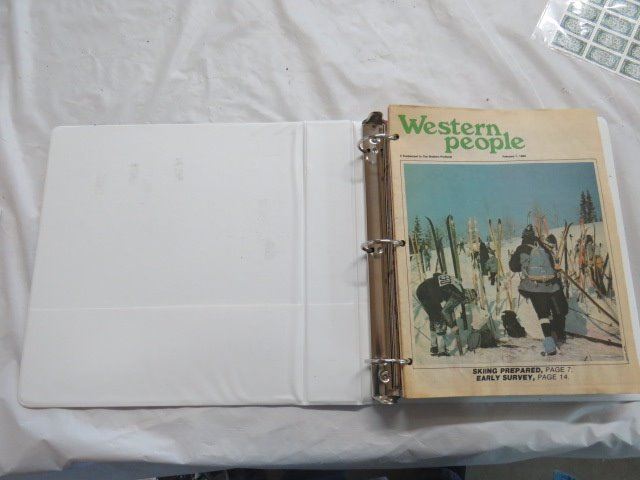 Western
people
SKIING PREPARED, PAGE 7.
EARLY SURVEY, PAGE 14.